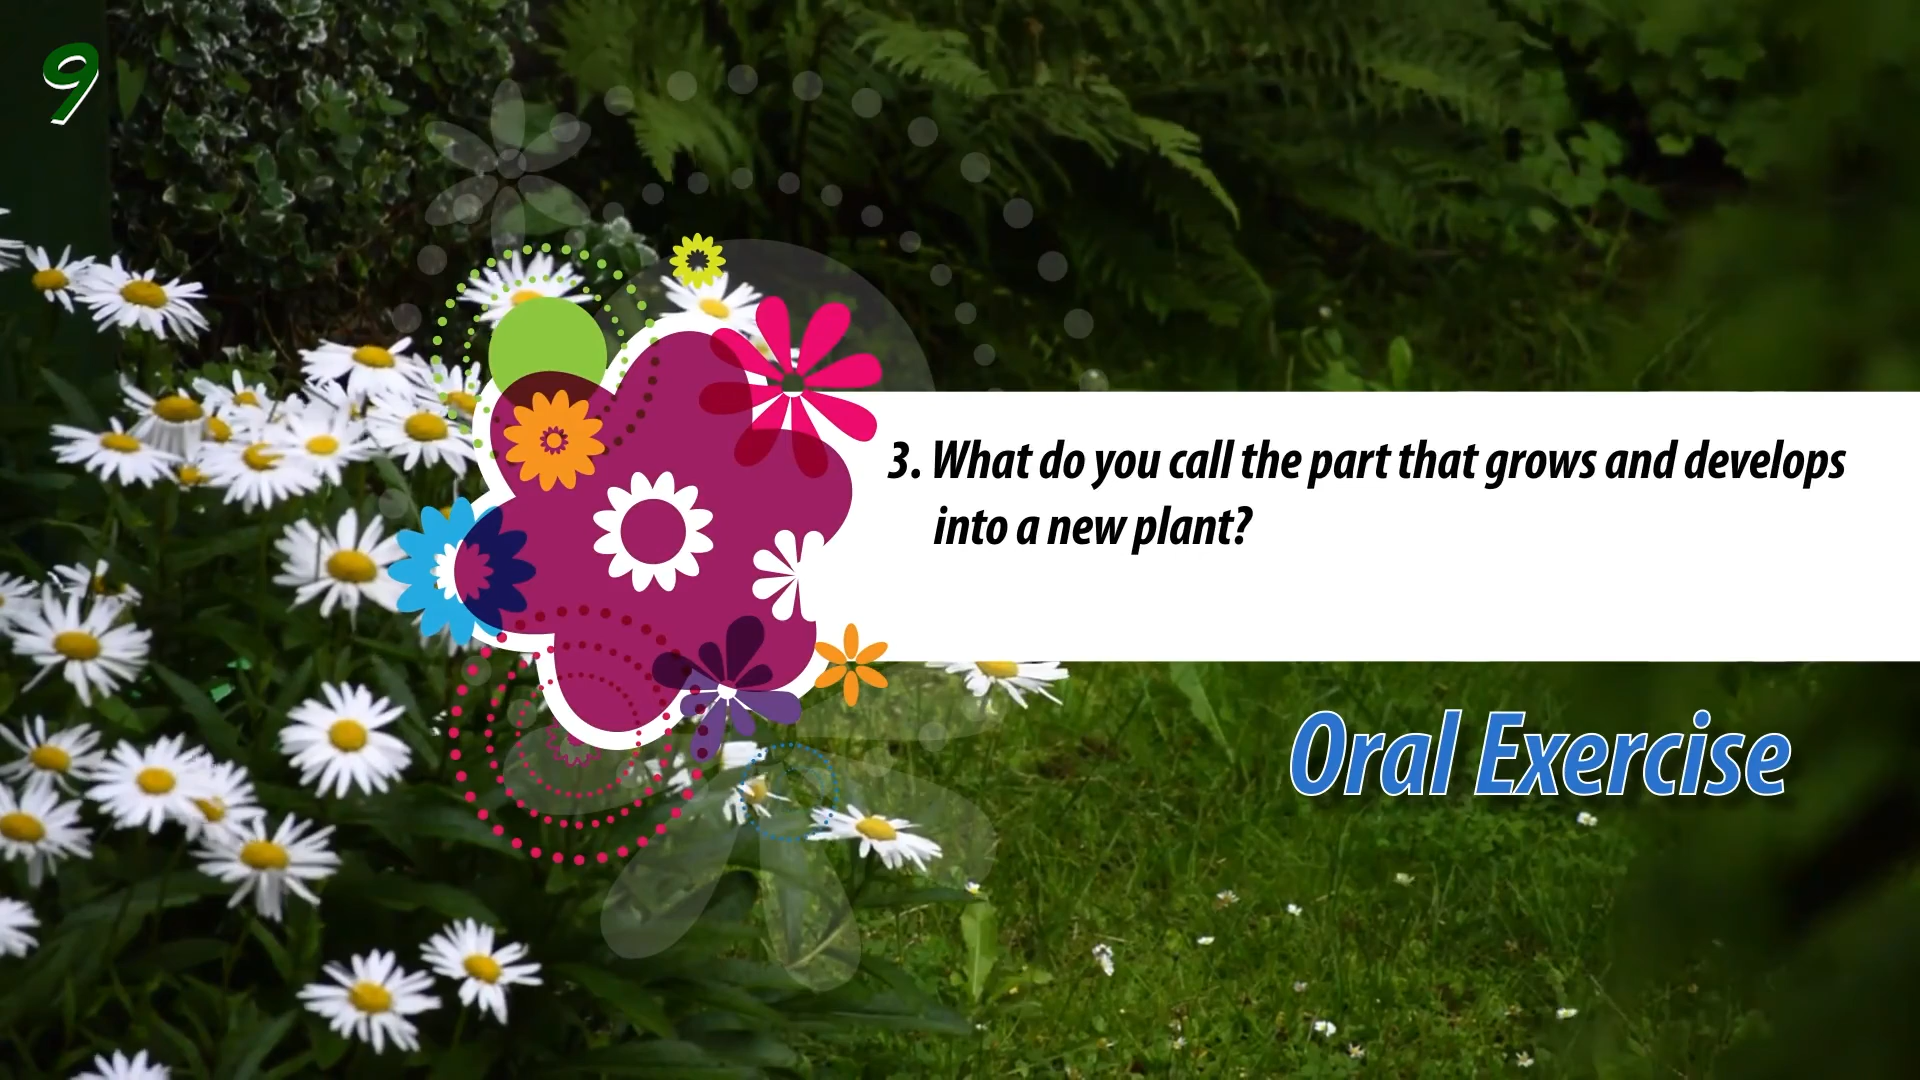 9
3. What do you call the part that grows and develops
into a new plant?
Oral Exercise